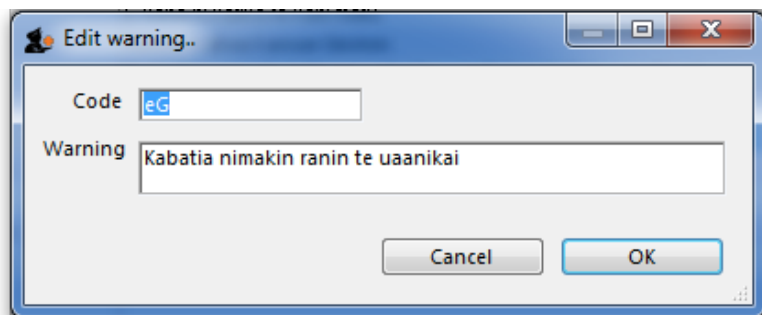 Edit warning..
Code eG
Warning Kabatia nimakin ranin te uaanikai
Cancel OK